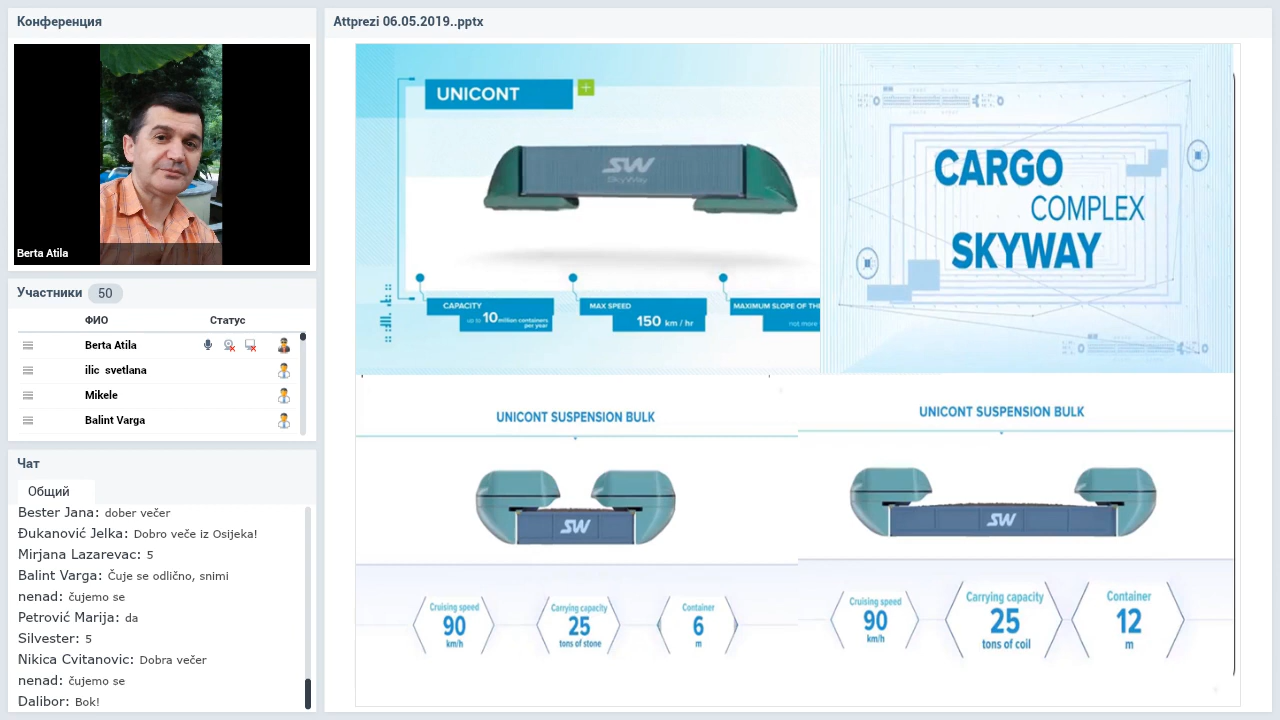 Конференция
Berta Atila
Участники 50
ФИО Статус
Berta Atila
ilic svetlana
Mikele
Balint Varga
Чат
Общий
Bester Jana: dober večer
Đukanović Jelka: Dobro veče iz Osijeka!
Mirjana Lazarevac: 5
Balint Varga: Čuje se odlično, snimi
nenad: čujemo se
Petrović Marija: da
Silvester: 5
Nikica Cvitanovic: Dobra večer
nenad: čujemo se
Dalibor: Bok!
Attprezi 06.05.2019..pptx
UNICONT
SW
SkyWay
CAPACITY
up to 10 million containers
per year
MAX SPEED
150 km / hr
MAXIMUM SLOPE OF THE
not more
CARGO
COMPLEX
SKYWAY
UNICONT SUSPENSION BULK
SW
Cruising speed
90
km/h
Carrying capacity
25
tons of stone
Container
6
m
UNICONT SUSPENSION BULK
SW
Cruising speed
90
km/h
Carrying capacity
25
tons of coil
Container
12
m